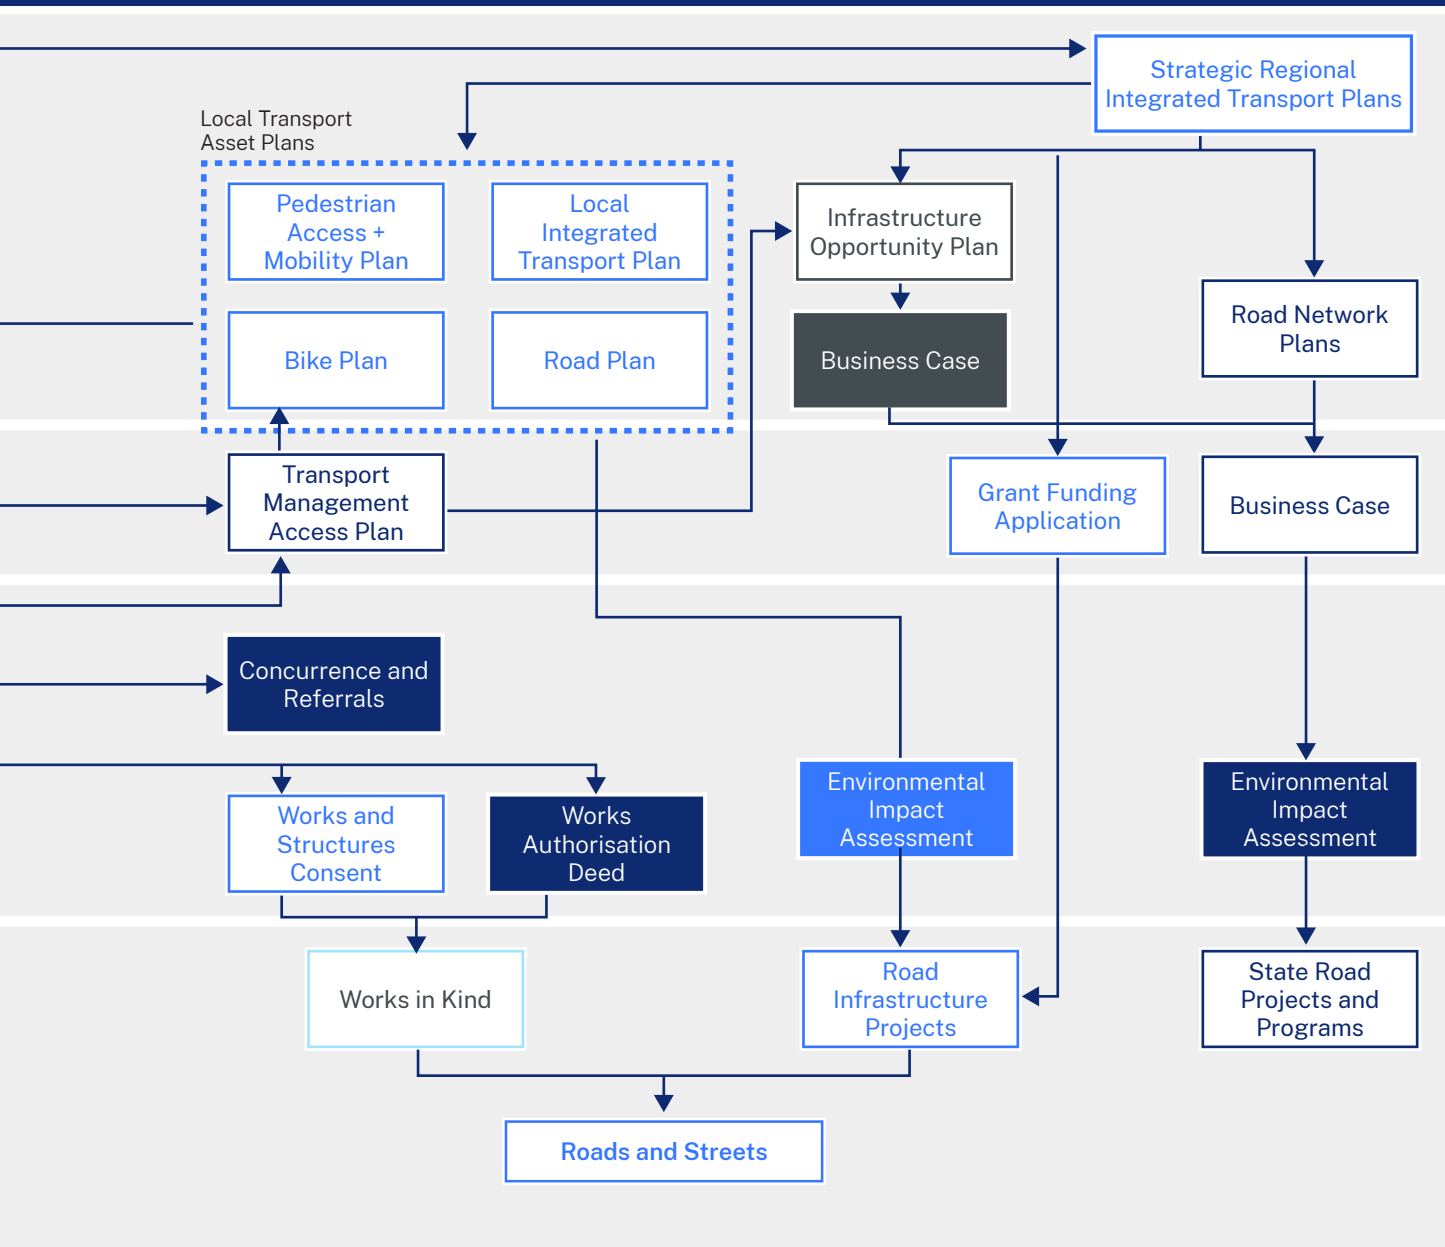 Strategic Regional
Integrated Transport Plans
Local Transport
Asset Plans
Pedestrian
Access +
Mobility Plan
Local
Integrated
Transport Plan
Infrastructure
Opportunity Plan
Road Network
Plans
Bike Plan
Road Plan
Business Case
Transport
Management
Access Plan
Grant Funding
Application
Business Case
Concurrence and
Referrals
Environmental
Impact
Assessment
Environmental
Impact
Assessment
Works and
Structures
Consent
Works
Authorisation
Deed
Works in Kind
Road
Infrastructure
Projects
State Road
Projects and
Programs
Roads and Streets